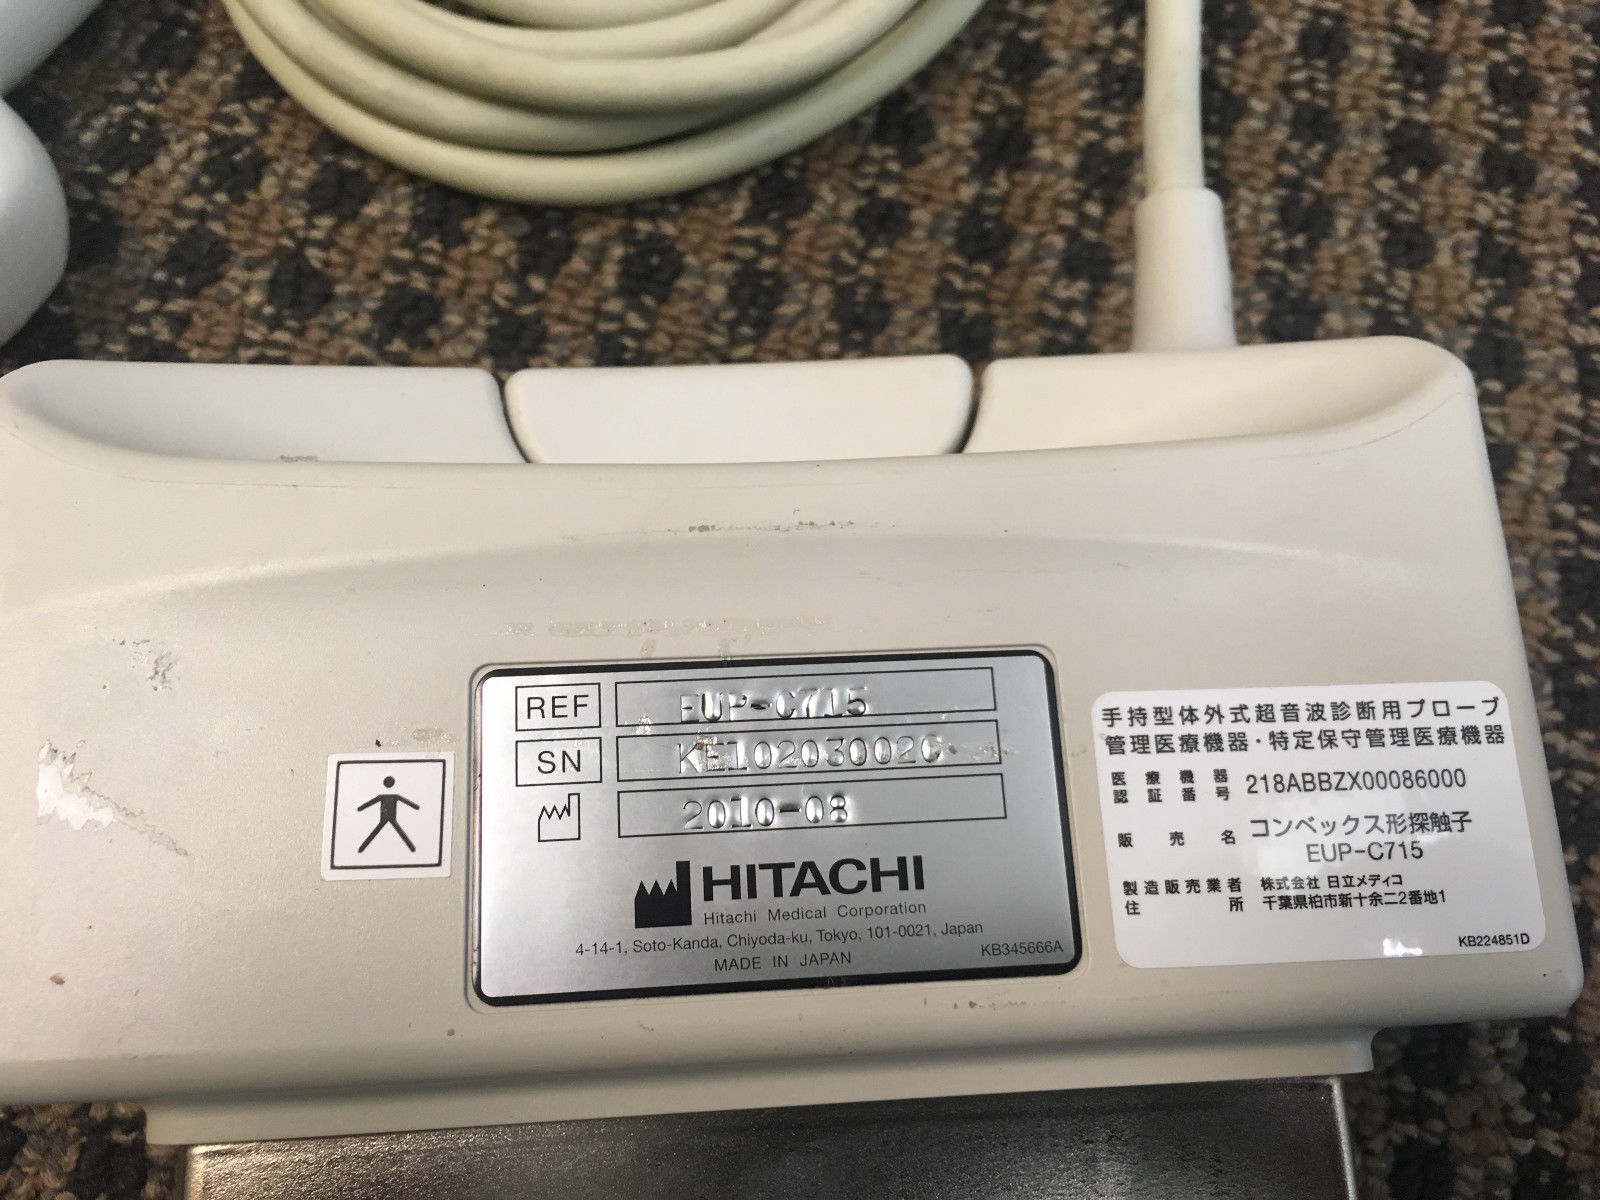 REF EUP-C715
SN
2010-08
HITACHI
Hitachi Medical Corporation
4-14-1, Soto-Kanda, Chiyoda-ku, Tokyo, 101-0021, Japan
KB345666A
MADE IN JAPAN
手持型体外式超音波診断用プローブ
管理医療機器・特定保守管理医療機器
医療機器認証番号 218ABBZX00086000
販売名 コンベックス形探触子
EUP-C715
製造販売業者 株式会社 日立メディコ
住所 千葉県柏市新十余二2番地1
KB224851D